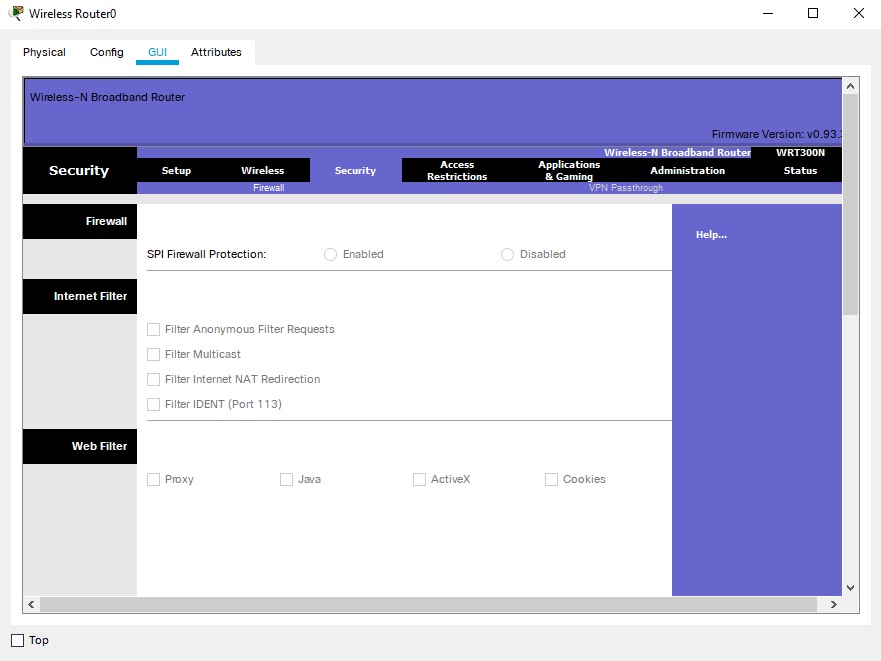 Wireless Router0
Physical Config GUI Attributes
Wireless-N Broadband Router
Firmware Version: v0.93.
Wireless-N Broadband Router WRT300N
Security
Setup Wireless Security Access Restrictions Applications & Gaming Administration Status
Firewall VPN Passthrough
Firewall
Help...
SPI Firewall Protection: Enabled Disabled
Internet Filter
Filter Anonymous Filter Requests
Filter Multicast
Filter Internet NAT Redirection
Filter IDENT (Port 113)
Web Filter
Proxy Java ActiveX Cookies
Top